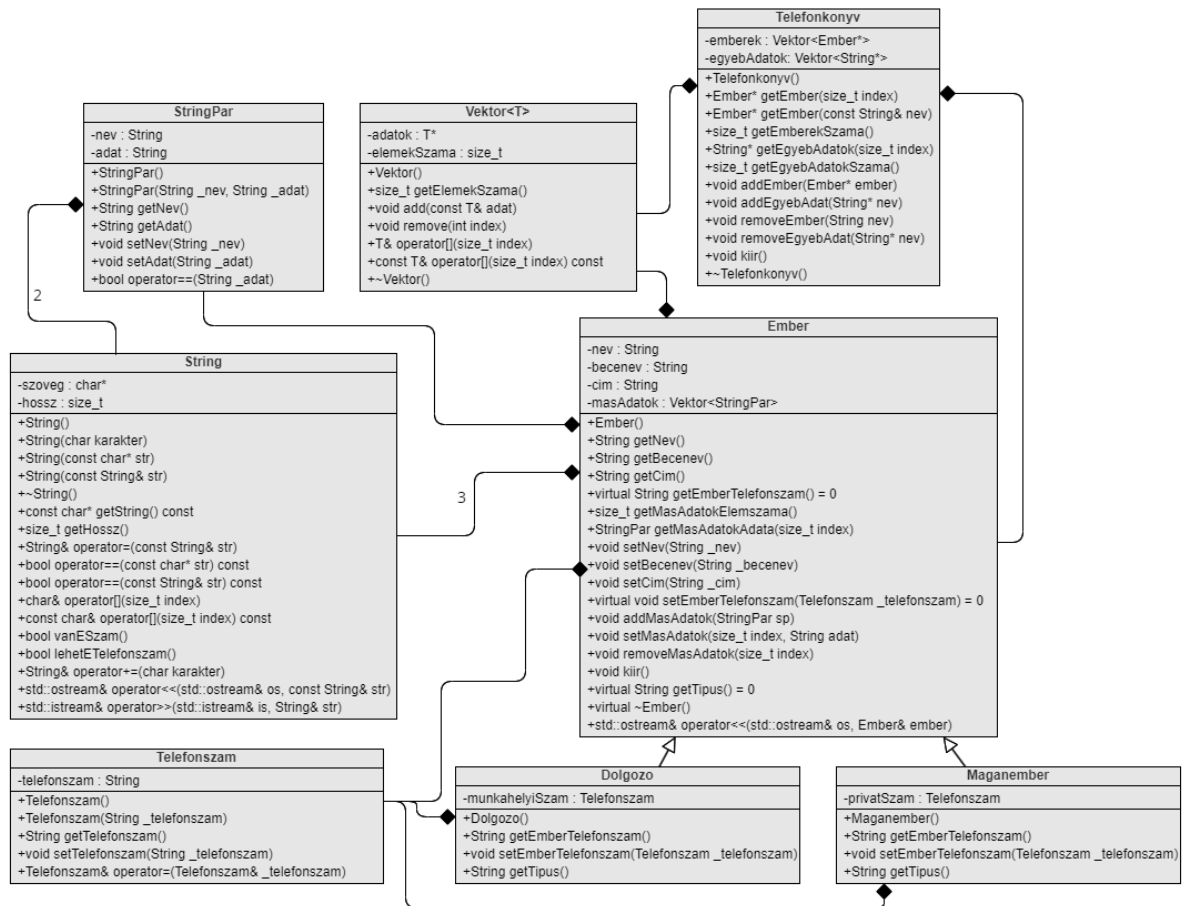 Telefonkonyv
-emberek : Vektor<Ember*>
-egyebAdatok: Vektor<String*>
+Telefonkonyv()
+Ember* getEmber(size_t index)
+Ember* getEmber(const String& nev)
+size_t getEmberekSzama()
+String* getEgyebAdatok(size_t index)
+size_t getEgyebAdatokSzama()
+void addEmber(Ember* ember)
+void addEgyebAdat(String* nev)
+void removeEmber(String nev)
+void removeEgyebAdat(String* nev)
+void kiir()
+~Telefonkonyv()
StringPar
-nev : String
-adat : String
+StringPar()
+StringPar(String _nev, String _adat)
+String getNev()
+String getAdat()
+void setNev(String _nev)
+void setAdat(String _adat)
+bool operator==(String _adat)
Vektor<T>
-adatok : T*
-elemekSzama : size_t
+Vektor()
+size_t getElemekSzama()
+void add(const T& adat)
+void remove(int index)
+T& operator[](size_t index)
+const T& operator[](size_t index) const
+~Vektor()
2
String
-szoveg : char*
-hossz : size_t
+String()
+String(char karakter)
+String(const char* str)
+String(const String& str)
+~String()
+const char* getString() const
+size_t getHossz()
+String& operator=(const String& str)
+bool operator==(const char* str) const
+bool operator==(const String& str) const
+char& operator[](size_t index)
+const char& operator[](size_t index) const
+bool vanESzam()
+bool lehetETelefonszam()
+String& operator+=(char karakter)
+std::ostream& operator<<(std::ostream& os, const String& str)
+std::istream& operator>>(std::istream& is, String& str)
3
Ember
-nev : String
-becenev : String
-cim : String
-masAdatok : Vektor<StringPar>
+Ember()
+String getNev()
+String getBecenev()
+String getCim()
+virtual String getEmberTelefonszam() = 0
+size_t getMasAdatokElemszama()
+StringPar getMasAdatokAdata(size_t index)
+void setNev(String _nev)
+void setBecenev(String _becenev)
+void setCim(String _cim)
+virtual void setEmberTelefonszam(Telefonszam _telefonszam) = 0
+void addMasAdatok(StringPar sp)
+void setMasAdatok(size_t index, String adat)
+void removeMasAdatok(size_t index)
+void kiir()
+virtual String getTipus() = 0
+virtual ~Ember()
+std::ostream& operator<<(std::ostream& os, Ember& ember)
Telefonszam
-telefonszam : String
+Telefonszam()
+Telefonszam(String _telefonszam)
+String getTelefonszam()
+void setTelefonszam(String _telefonszam)
+Telefonszam& operator=(Telefonszam& _telefonszam)
Dolgozo
-munkahelyiSzam : Telefonszam
+Dolgozo()
+String getEmberTelefonszam()
+void setEmberTelefonszam(Telefonszam _telefonszam)
+String getTipus()
Maganember
-privatSzam : Telefonszam
+Maganember()
+String getEmberTelefonszam()
+void setEmberTelefonszam(Telefonszam _telefonszam)
+String getTipus()